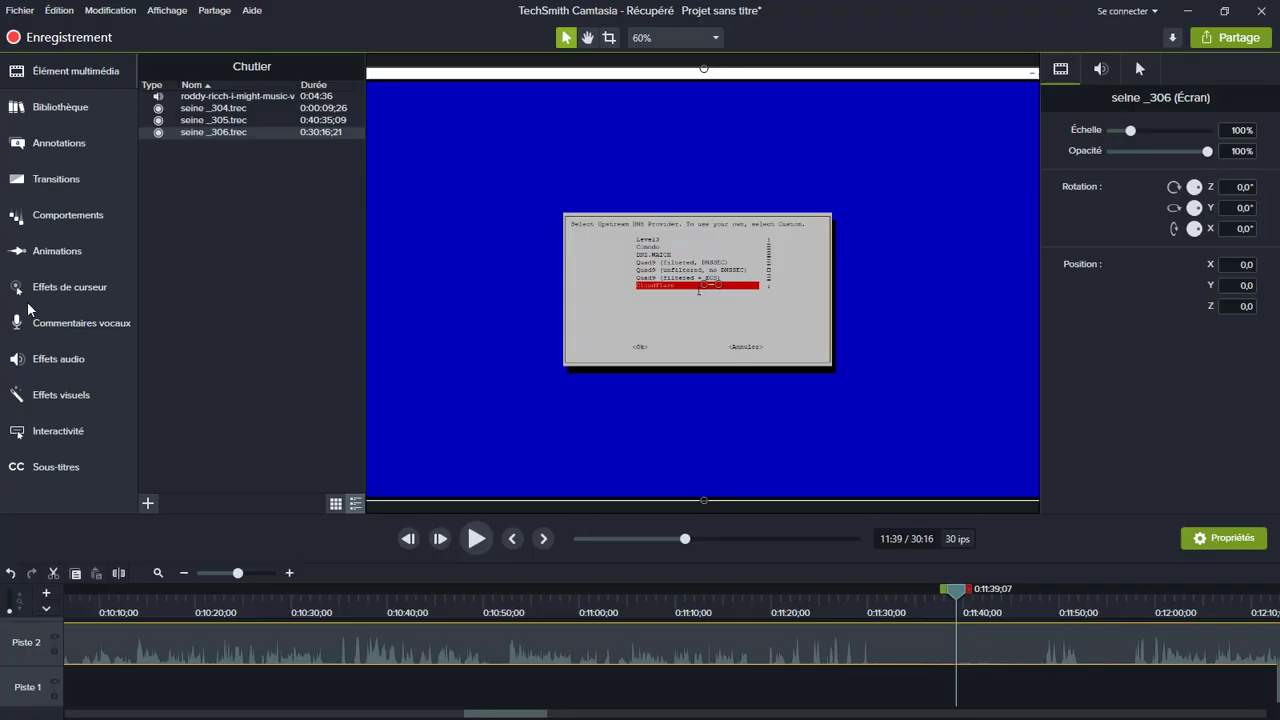 Fichier Édition Modification Affichage Partage Aide
TechSmith Camtasia - Récupéré Projet sans titre*
Se connecter
Enregistrement
60%
Partage
Élément multimédia
Bibliothèque
Annotations
Transitions
Comportements
Animations
Effets de curseur
Commentaires vocaux
Effets audio
Effets visuels
Interactivité
CC Sous-titres
Chutier
Type Nom Durée
roddy-ricch-i-might-music-v 0:04:36
seine _304.trec 0:00:09;26
seine _305.trec 0:40:35;09
seine _306.trec 0:30:16;21
Select Upstream DNS Provider. To use your own, select Custom.
Level3
Comodo
DNS.WATCH
Quad9 (filtered, DNSSEC)
Quad9 (unfiltered, no DNSSEC)
Quad9 (filtered + ECS)
Cloudflare
<Ok> <Annuler>
seine _306 (Écran)
Échelle 100%
Opacité 100%
Rotation : Z 0,0°
Y 0,0°
X 0,0°
Position : X 0,0
Y 0,0
Z 0,0
11:39 / 30:16 30 ips
Propriétés
0:11:39;07
0:10:10;00 0:10:20;00 0:10:30;00 0:10:40;00 0:10:50;00 0:11:00;00 0:11:10;00 0:11:20;00 0:11:30;00 0:11:40;00 0:11:50;00 0:12:00;00 0:12:10;
Piste 2
Piste 1